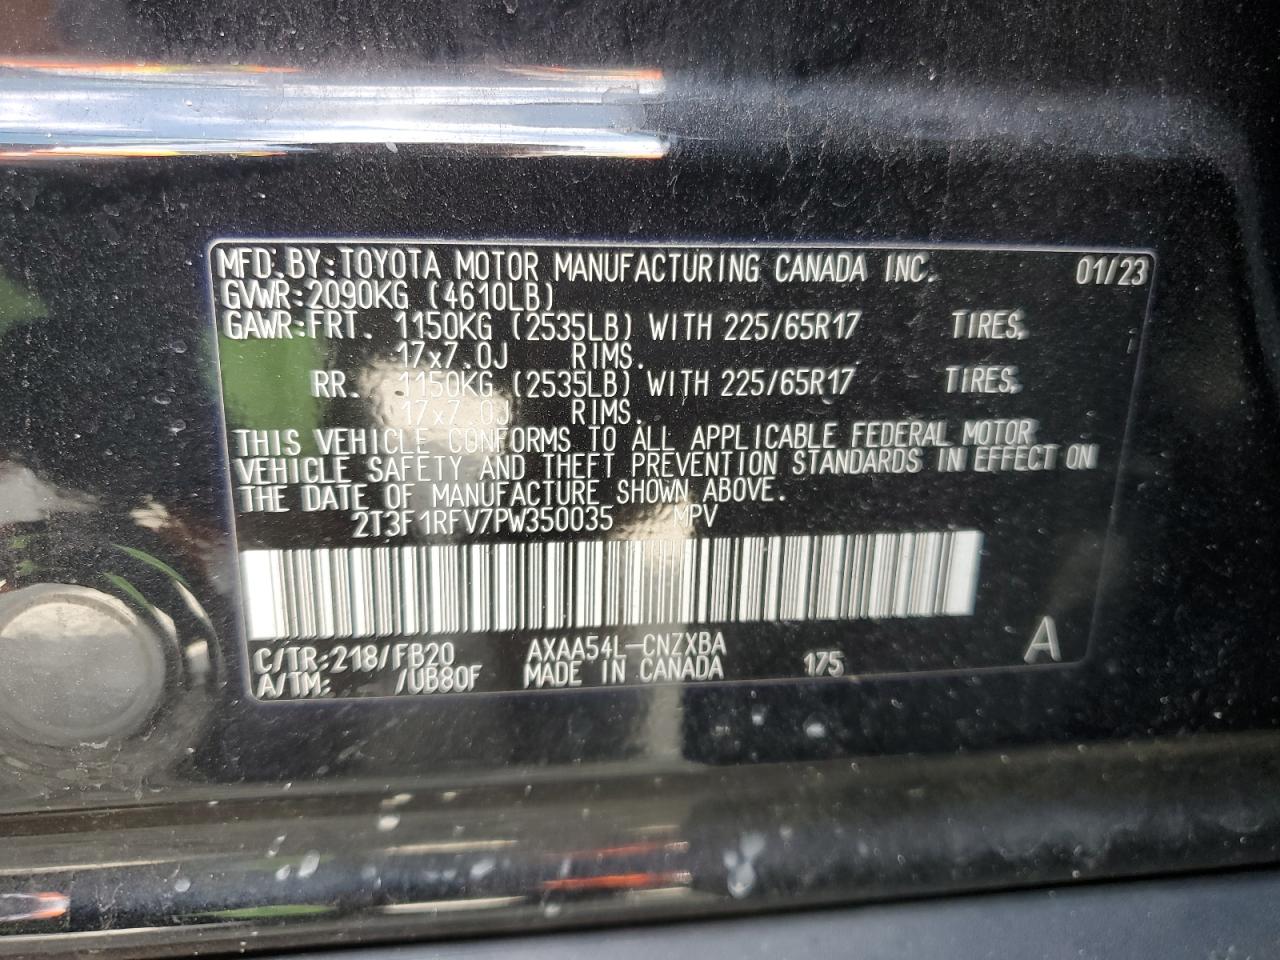 MFD.BY:TOYOTA MOTOR MANUFACTURING CANADA INC. 01/23
GVWR:2090KG (4610LB)
GAWR:FRT. 1150KG (2535LB) WITH 225/65R17 TIRES,
17x7.0J RIMS.
RR. 1150KG (2535LB) WITH 225/65R17 TIRES,
17x7.0J RIMS.
THIS VEHICLE CONFORMS TO ALL APPLICABLE FEDERAL MOTOR
VEHICLE SAFETY AND THEFT PREVENTION STANDARDS IN EFFECT ON
THE DATE OF MANUFACTURE SHOWN ABOVE.
2T3F1RFV7PW350035 MPV
C/TR:218/FB20 AXAA54L-CNZXBA
A/TM: /UB80F MADE IN CANADA 175 A